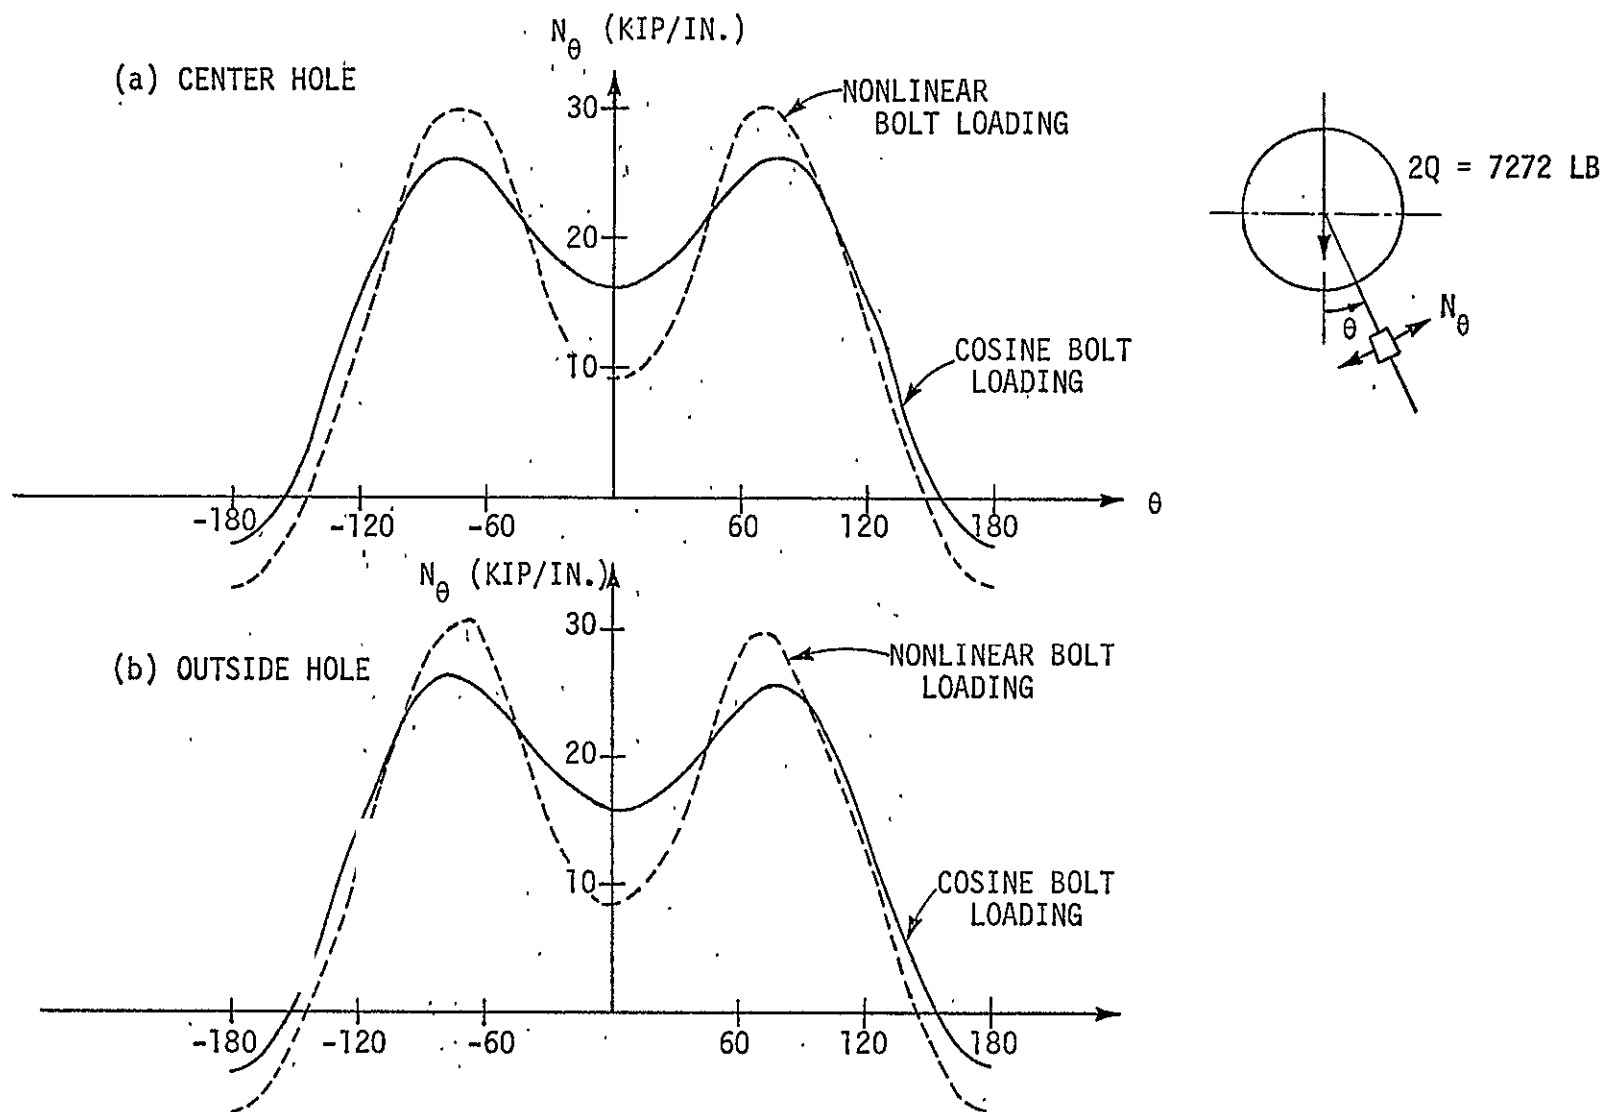 N_θ (KIP/IN.)
(a) CENTER HOLE
NONLINEAR
BOLT LOADING
30
20
10
COSINE BOLT
LOADING
-180 -120 -60 60 120 180 θ
2Q = 7272 LB
N_θ
θ
N_θ (KIP/IN.)
(b) OUTSIDE HOLE
NONLINEAR BOLT
LOADING
30
20
10
COSINE BOLT
LOADING
-180 -120 -60 60 120 180